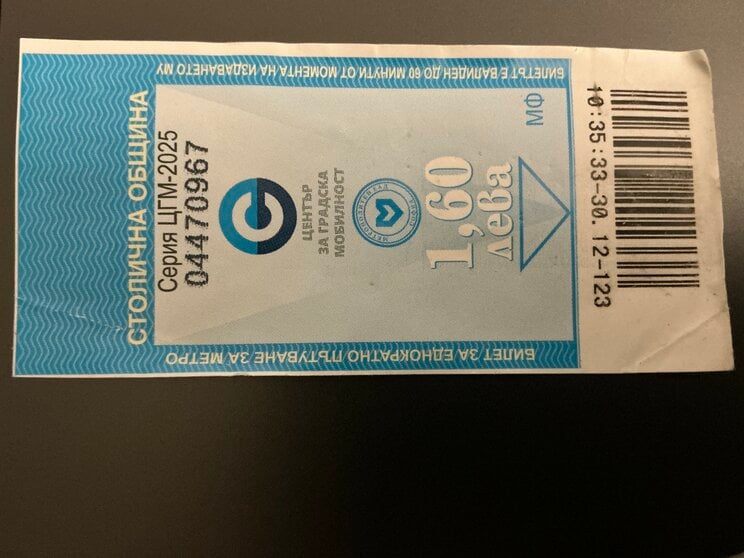 СТОЛИЧНА ОБЩИНА
Серия ЦГМ-2025
04470967
ЦЕНТЪР
ЗА ГРАДСКА
МОБИЛНОСТ
1,60
лева
МФ
БИЛЕТЪТ Е ВАЛИДЕН ДО 60 МИНУТИ ОТ МОМЕНТА НА ИЗДАВАНЕТО МУ
БИЛЕТ ЗА ЕДНОКРАТНО ПЪТУВАНЕ ЗА МЕТРО
10:35:33-30.12-123